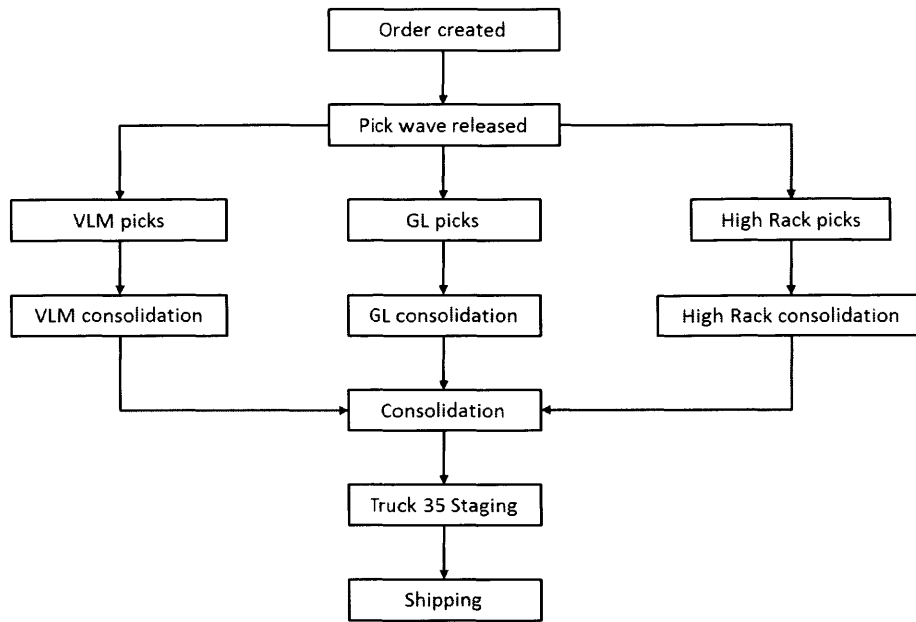 Order created
Pick wave released
VLM picks
GL picks
High Rack picks
VLM consolidation
GL consolidation
High Rack consolidation
Consolidation
Truck 35 Staging
Shipping